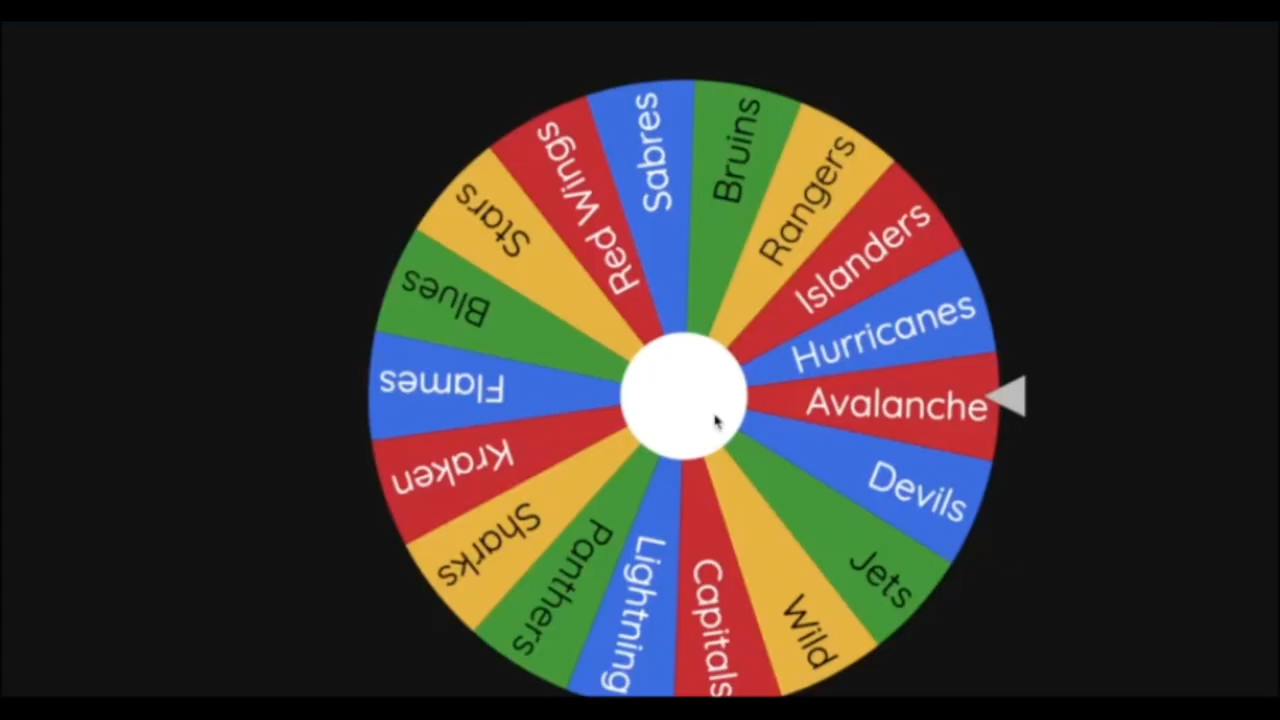 Sabres
Bruins
Rangers
Islanders
Hurricanes
Avalanche
Devils
Jets
Wild
Capitals
Lightning
Panthers
Sharks
Kraken
Flames
Blues
Stars
Red Wings